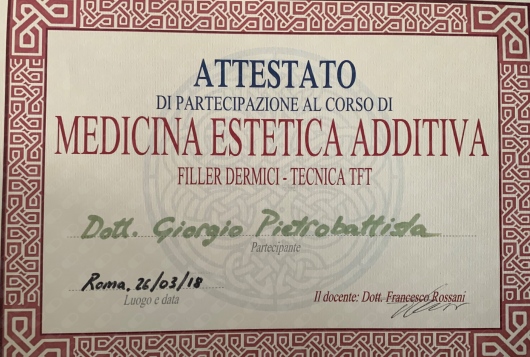 ATTESTATO
DI PARTECIPAZIONE AL CORSO DI
MEDICINA ESTETICA ADDITIVA
FILLER DERMICI - TECNICA TFT
Dott. Giorgio Pietrobattista
Partecipante
Roma, 26/03/18
Luogo e data
Il docente: Dott. Francesco Rossani